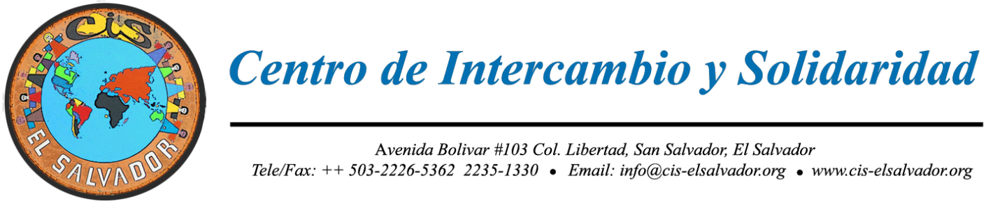 CiS
EL SALVADOR
Centro de Intercambio y Solidaridad
Avenida Bolivar #103 Col. Libertad, San Salvador, El Salvador
Tele/Fax: ++ 503-2226-5362 2235-1330 • Email: info@cis-elsalvador.org • www.cis-elsalvador.org